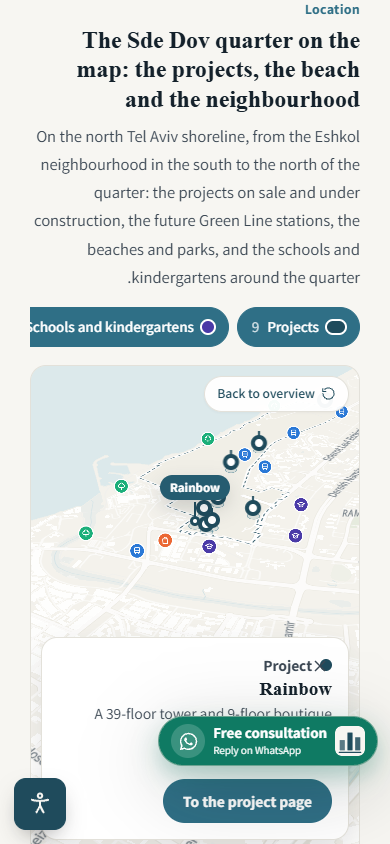 Location
The Sde Dov quarter on the
map: the projects, the beach
and the neighbourhood
On the north Tel Aviv shoreline, from the Eshkol
neighbourhood in the south to the north of the
quarter: the projects on sale and under
construction, the future Green Line stations, the
beaches and parks, and the schools and
.kindergartens around the quarter
Projects 9
Schools and kindergartens
Back to overview
Rainbow
RAM
Project
Rainbow
A 39-floor tower and 9-floor boutique
Free consultation
Reply on WhatsApp
To the project page